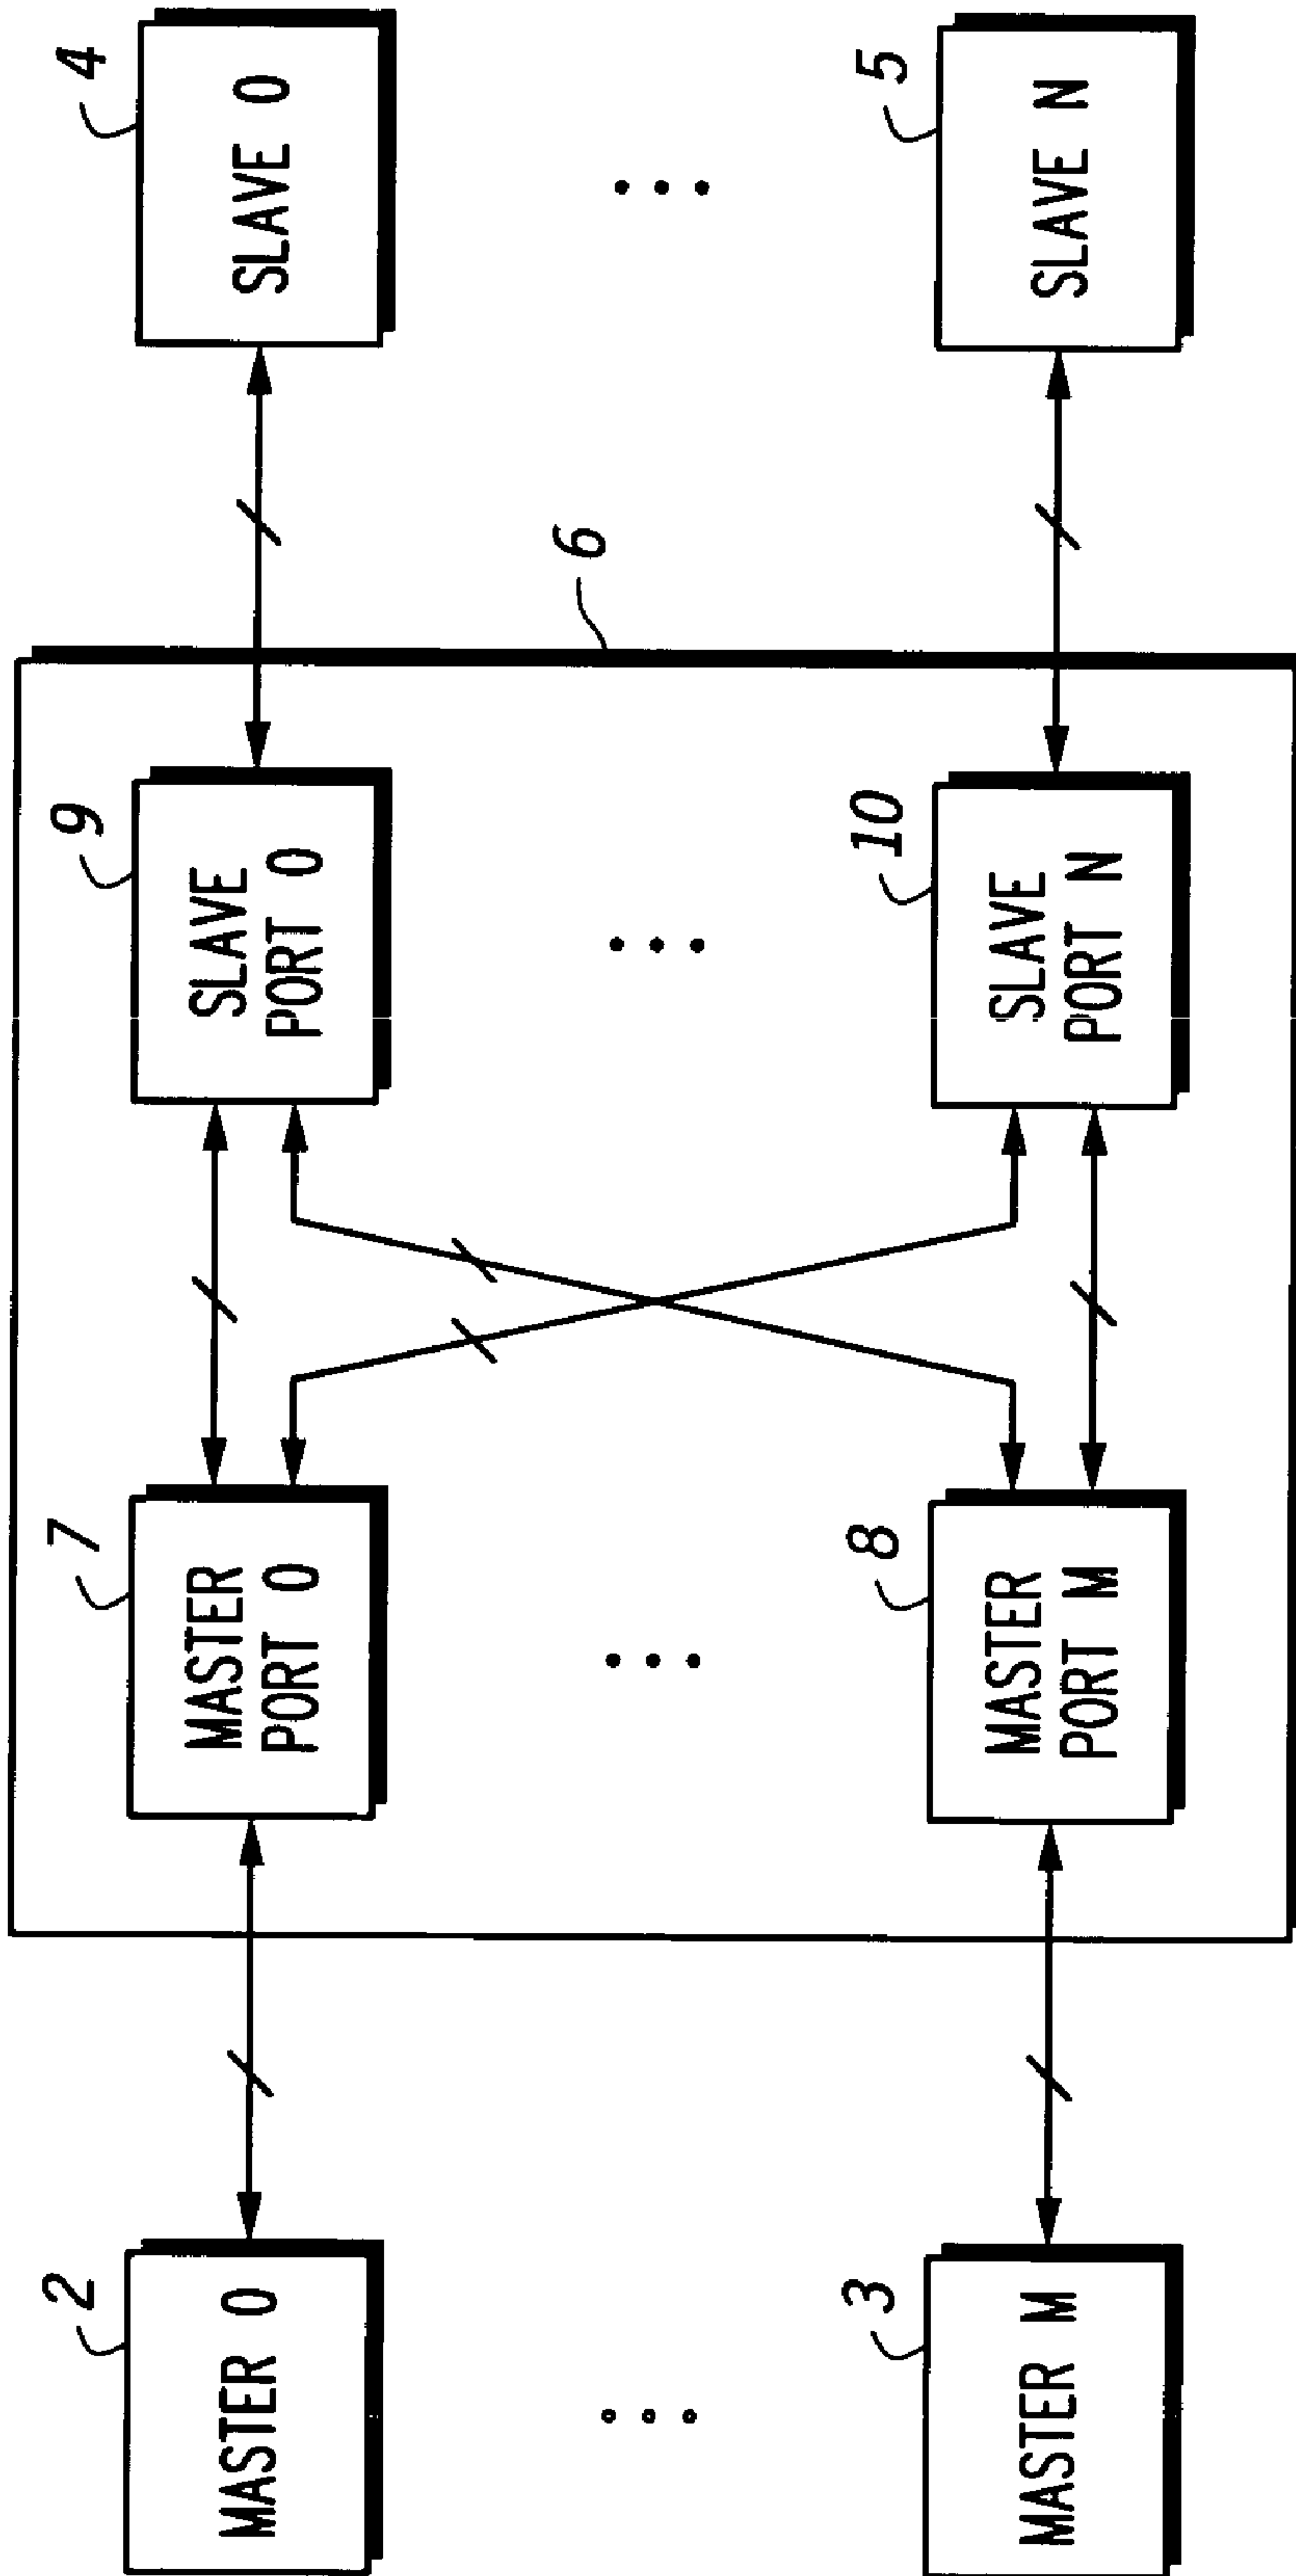 2
7
9
4
MASTER 0
MASTER
PORT 0
SLAVE
PORT 0
SLAVE 0
6
3
8
10
5
MASTER M
MASTER
PORT M
SLAVE
PORT N
SLAVE N